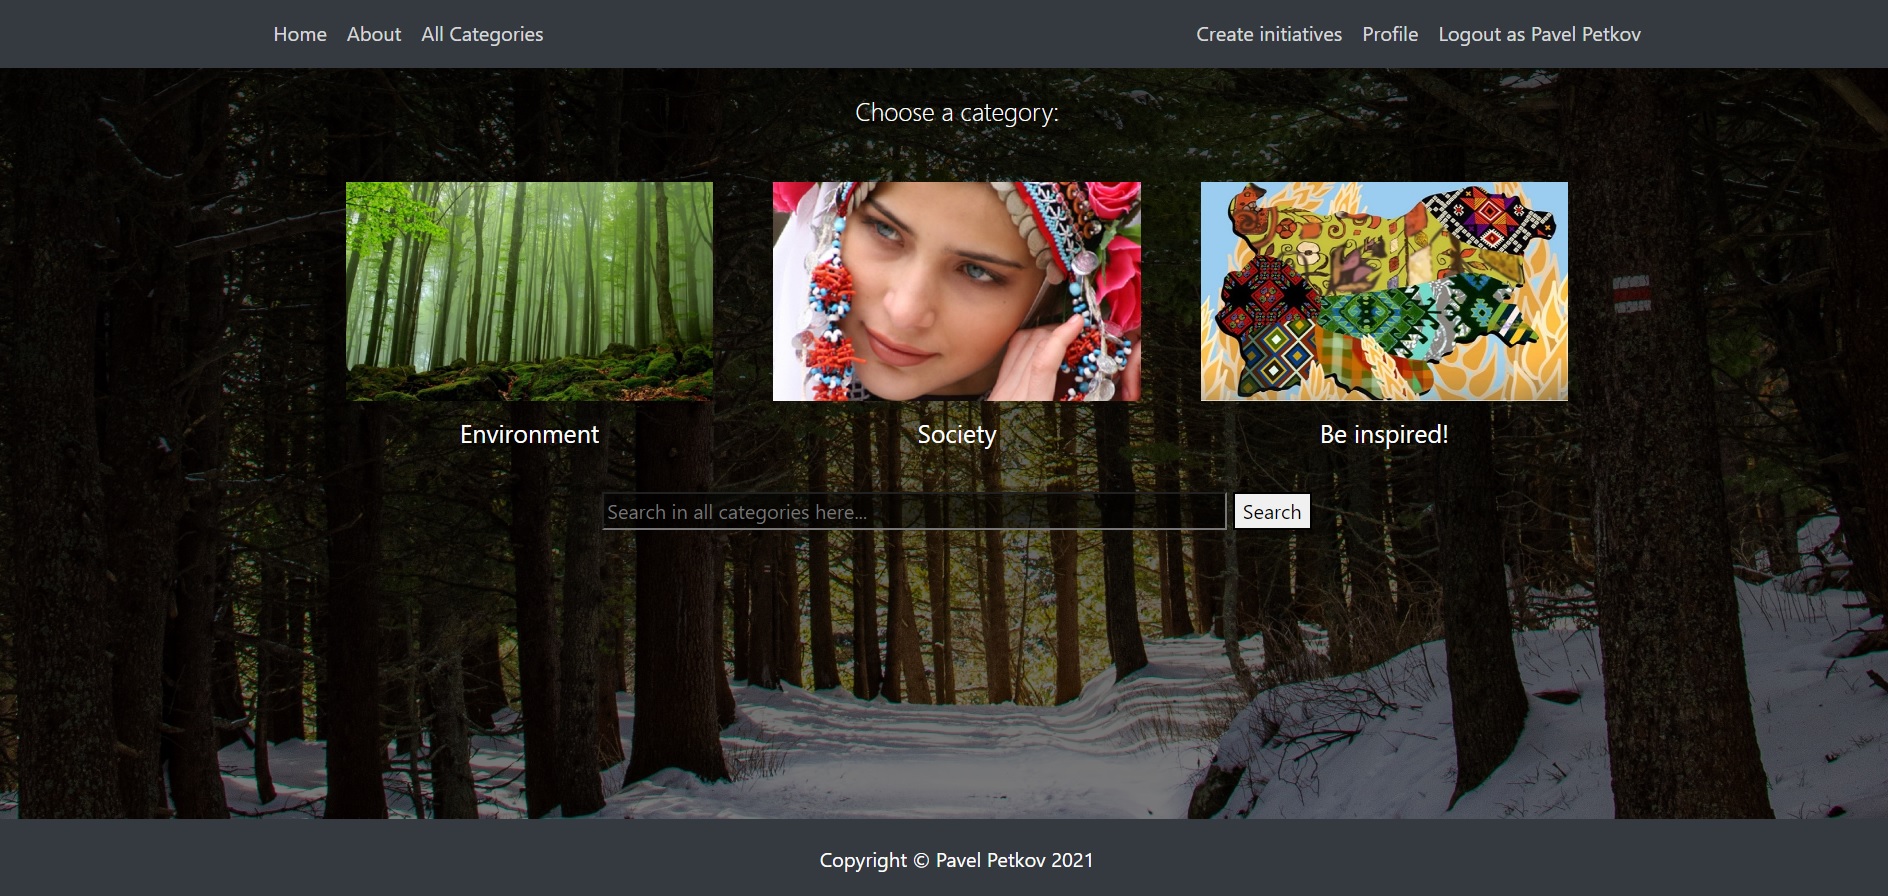 Home About All Categories Create initiatives Profile Logout as Pavel Petkov
Choose a category:
Environment Society Be inspired!
Search in all categories here... Search
Copyright © Pavel Petkov 2021